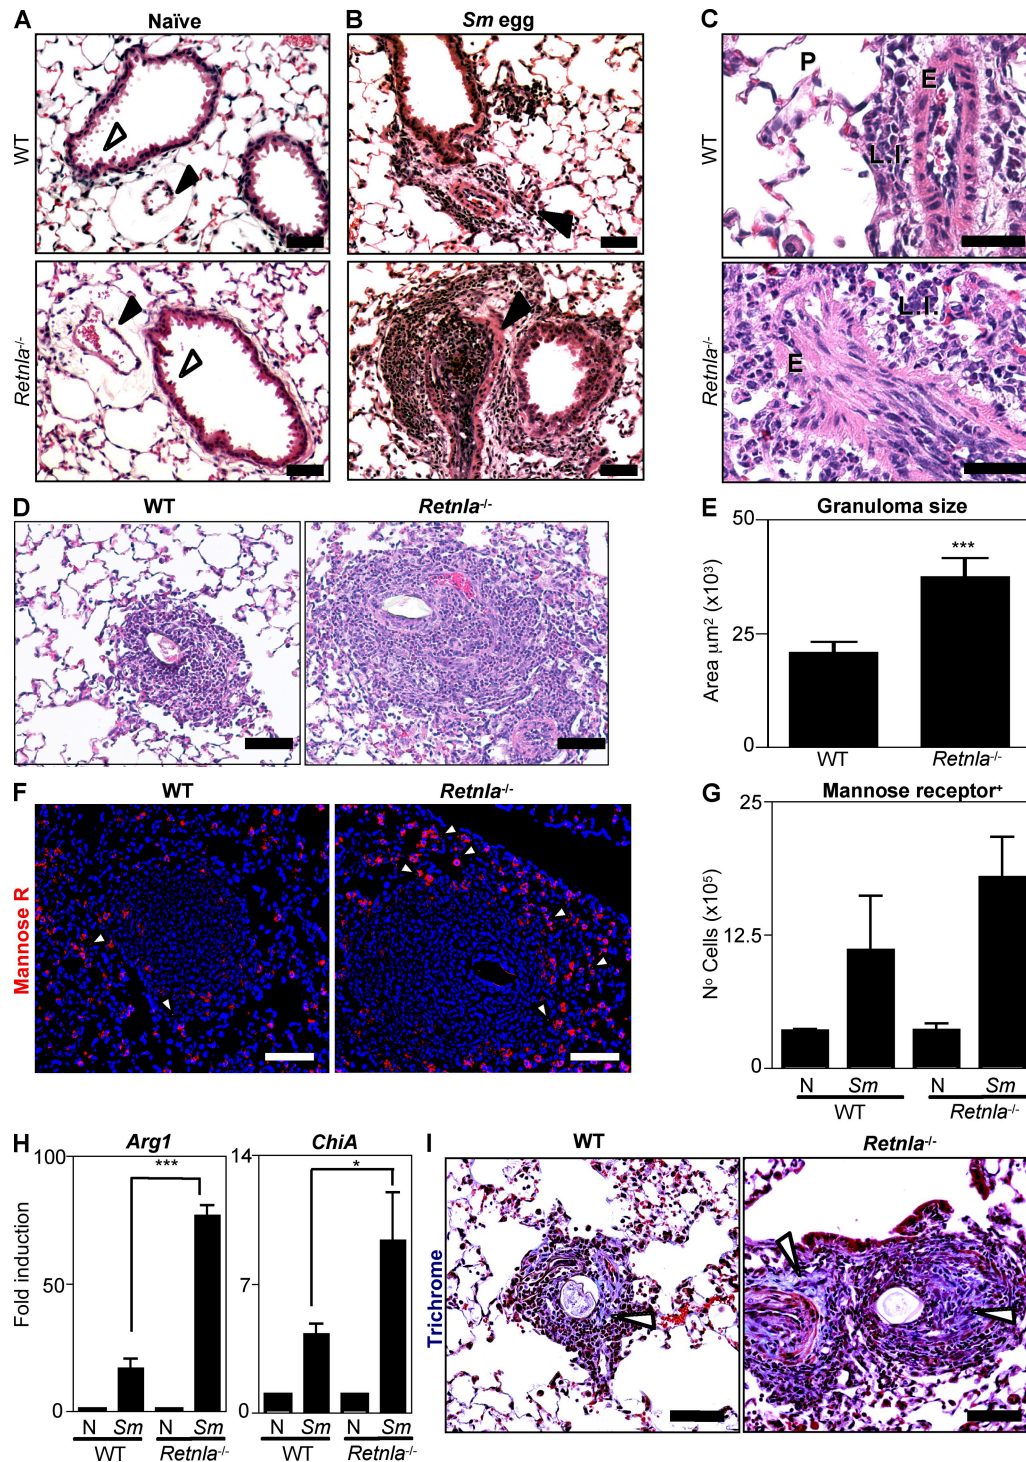 A Naïve
B Sm egg
C
WT
Retnla-/-
WT
P
E
L.I.
Retnla-/-
L.I.
E
D WT Retnla-/-
E Granuloma size
Area µm² (x10³)
50
25
0
***
WT Retnla-/-
F WT Retnla-/-
Mannose R
G Mannose receptor+
Nº Cells (x10⁵)
25
12.5
0
N Sm N Sm
WT Retnla-/-
H Arg1 ChiA
Fold induction
100
50
0
***
N Sm N Sm
WT Retnla-/-
14
7
0
*
N Sm N Sm
WT Retnla-/-
I WT Retnla-/-
Trichrome